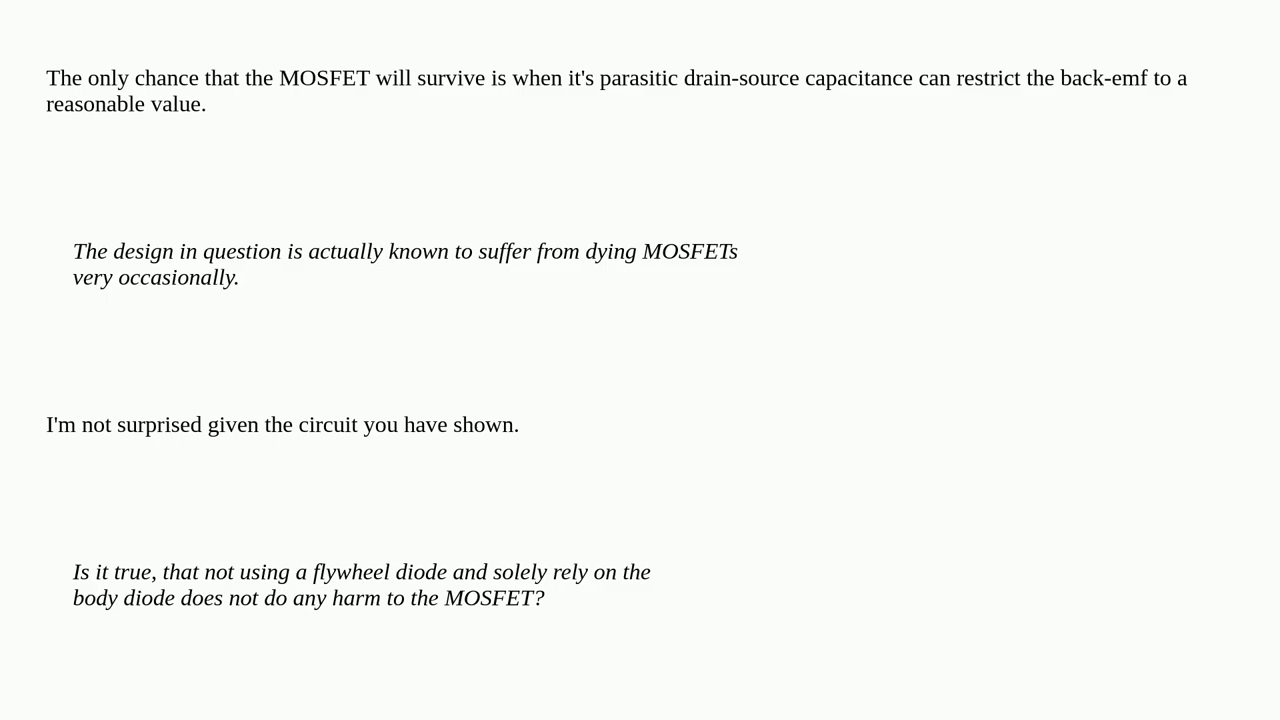 The only chance that the MOSFET will survive is when it's parasitic drain-source capacitance can restrict the back-emf to a
reasonable value.
The design in question is actually known to suffer from dying MOSFETs
very occasionally.
I'm not surprised given the circuit you have shown.
Is it true, that not using a flywheel diode and solely rely on the
body diode does not do any harm to the MOSFET?